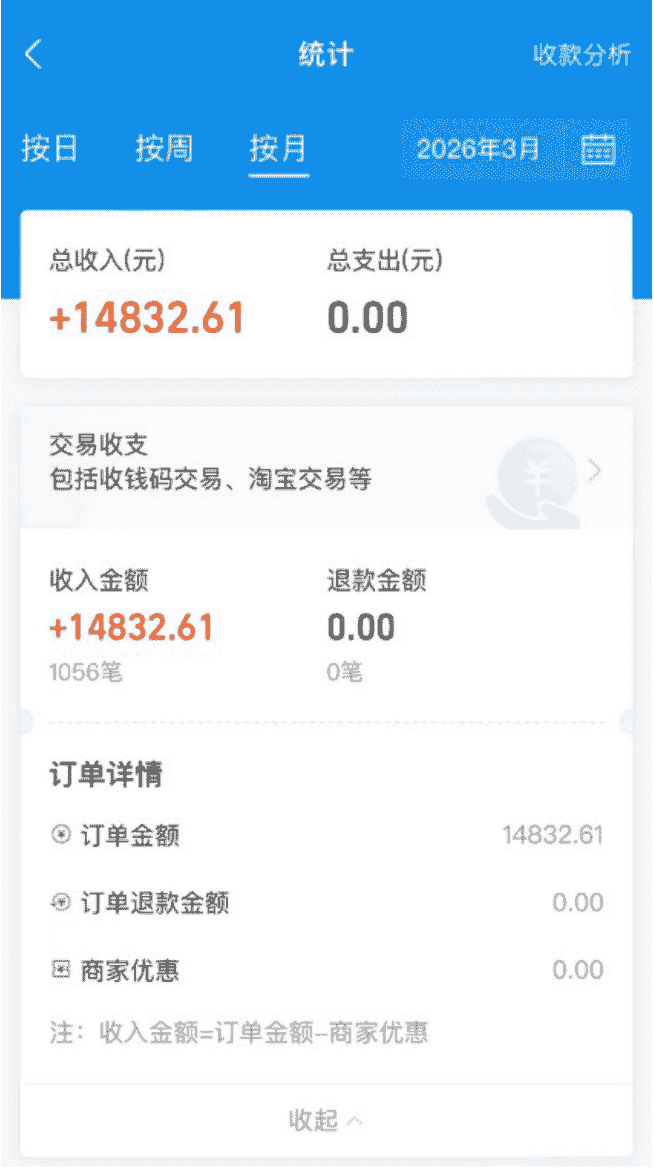 统计
收款分析
按日
按周
按月
2026年3月
总收入(元)
总支出(元)
+14832.61
0.00
交易收支
包括收钱码交易、淘宝交易等
收入金额
退款金额
+14832.61
0.00
1056笔
0笔
订单详情
订单金额
14832.61
订单退款金额
0.00
商家优惠
0.00
注：收入金额=订单金额-商家优惠
收起